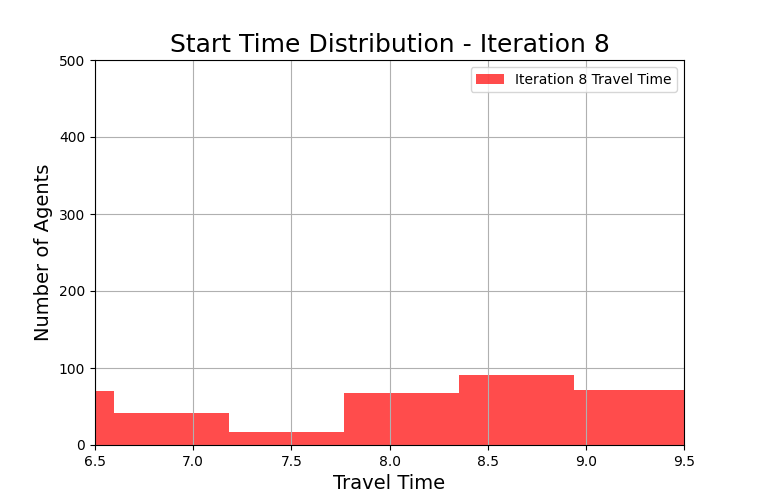 Start Time Distribution - Iteration 8
Iteration 8 Travel Time
Number of Agents
500
400
300
200
100
0
6.5 7.0 7.5 8.0 8.5 9.0 9.5
Travel Time